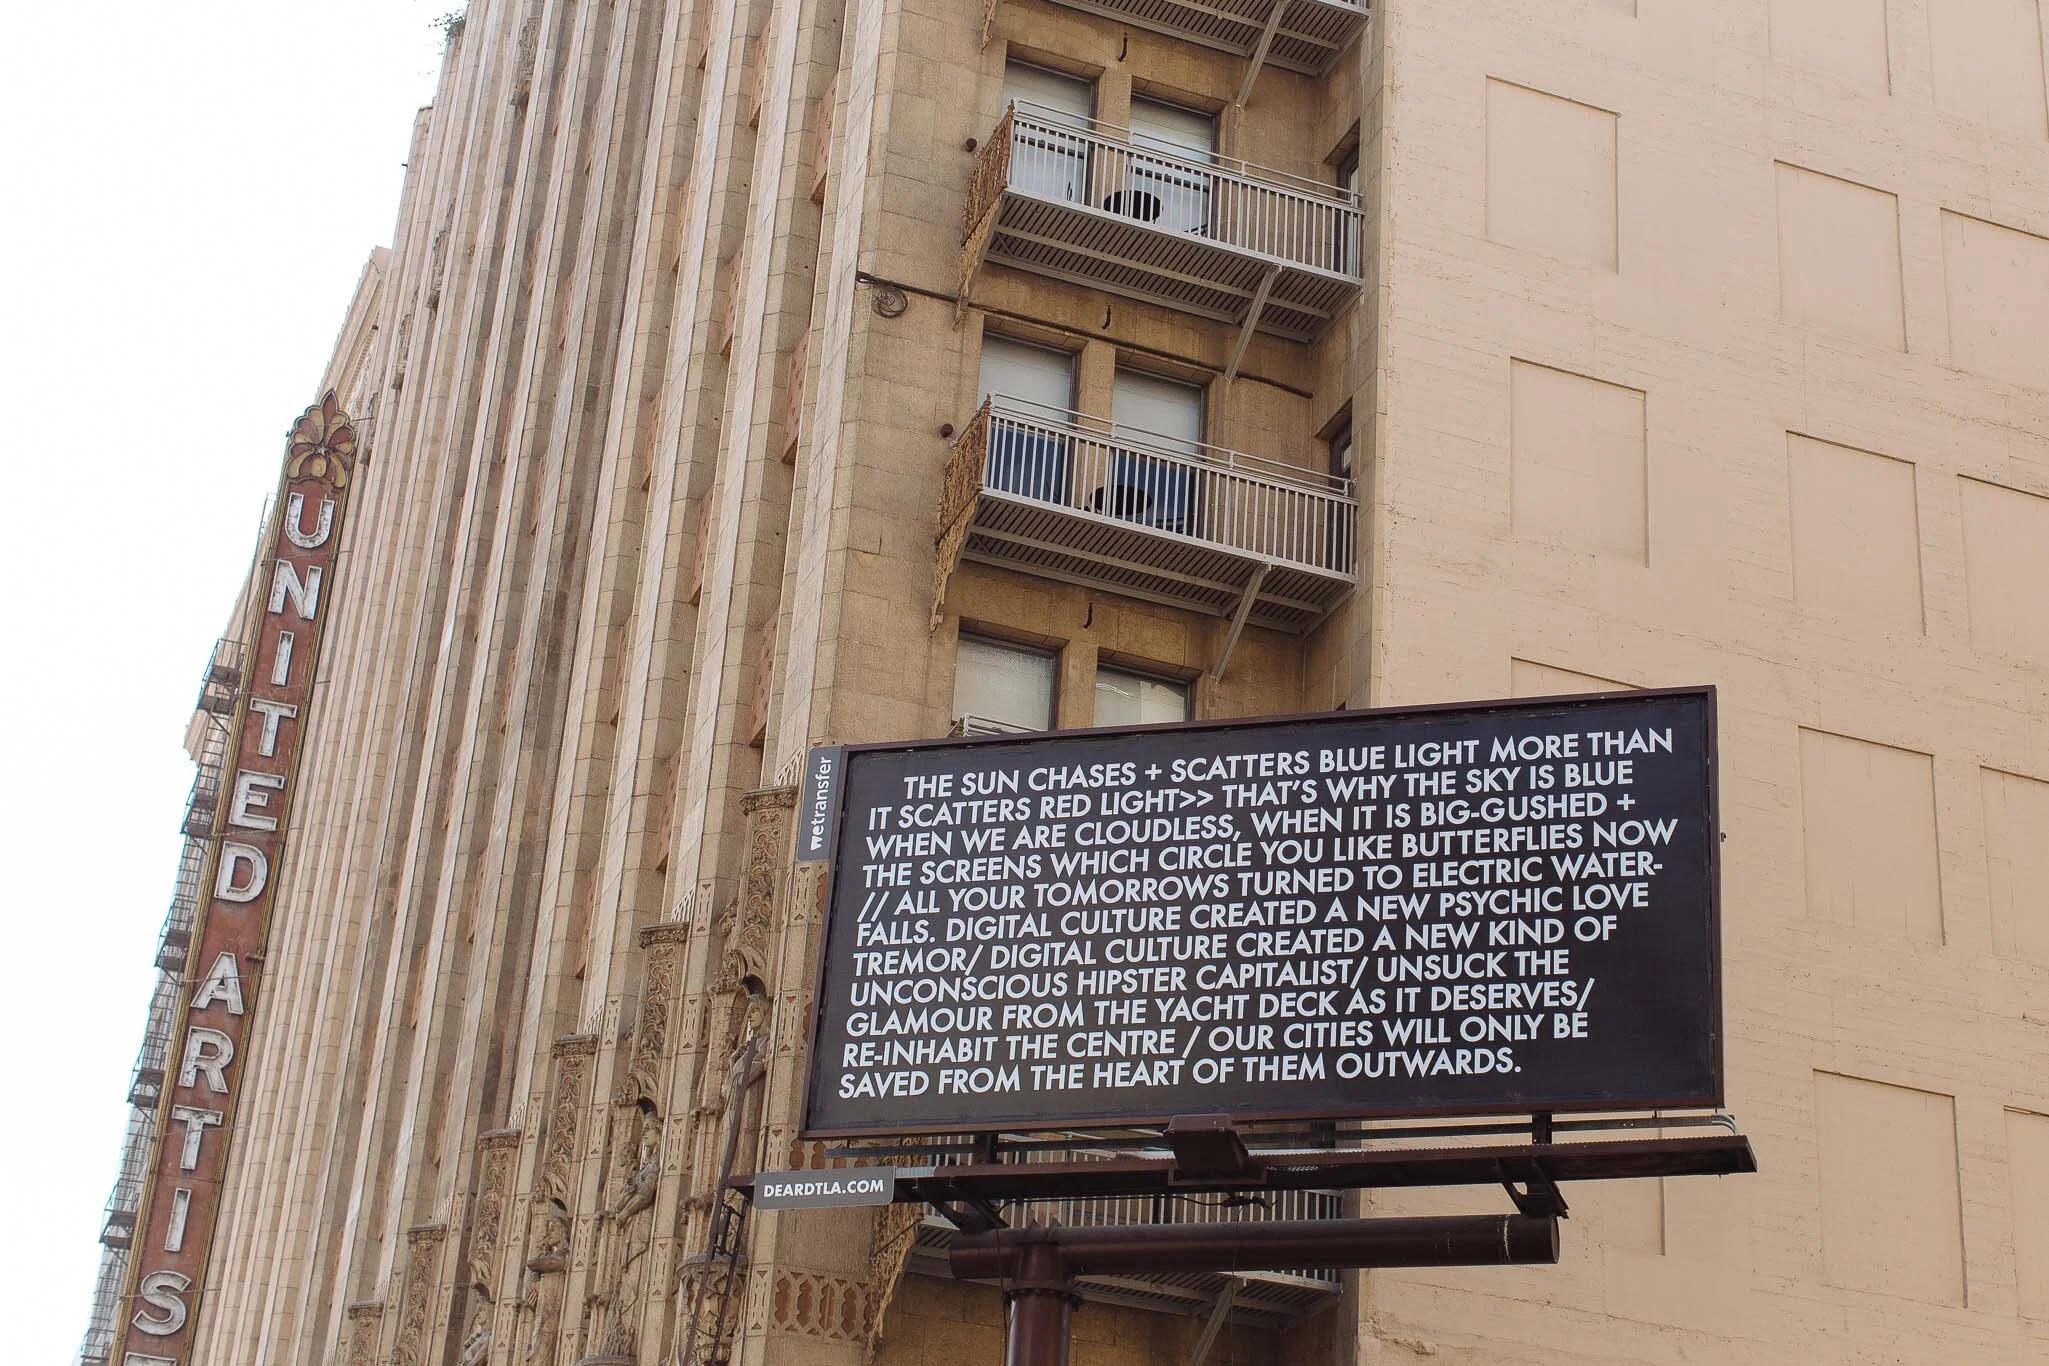 UNITED ARTIS
wetransfer
THE SUN CHASES + SCATTERS BLUE LIGHT MORE THAN
IT SCATTERS RED LIGHT>> THAT'S WHY THE SKY IS BLUE
WHEN WE ARE CLOUDLESS, WHEN IT IS BIG-GUSHED +
THE SCREENS WHICH CIRCLE YOU LIKE BUTTERFLIES NOW
// ALL YOUR TOMORROWS TURNED TO ELECTRIC WATER-
FALLS. DIGITAL CULTURE CREATED A NEW PSYCHIC LOVE
TREMOR/ DIGITAL CULTURE CREATED A NEW KIND OF
UNCONSCIOUS HIPSTER CAPITALIST/ UNSUCK THE
GLAMOUR FROM THE YACHT DECK AS IT DESERVES/
RE-INHABIT THE CENTRE / OUR CITIES WILL ONLY BE
SAVED FROM THE HEART OF THEM OUTWARDS.
DEARDTLA.COM